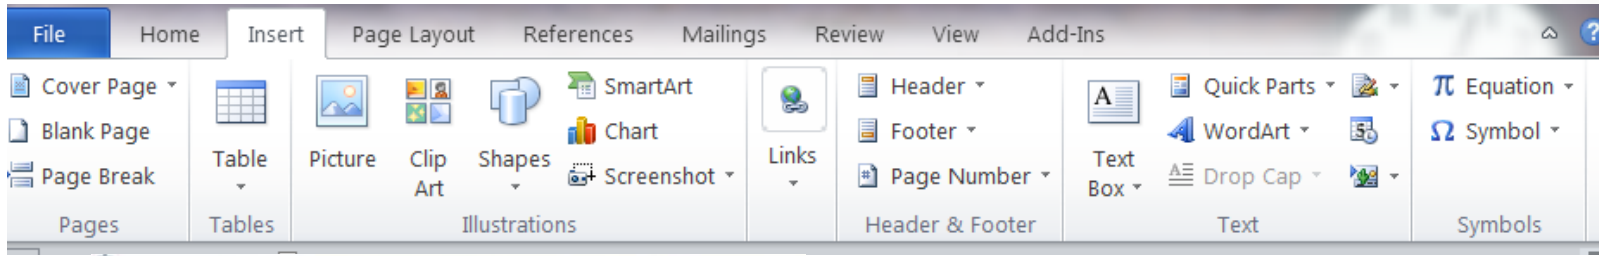 File Home Insert Page Layout References Mailings Review View Add-Ins ?
Cover Page
Blank Page
Page Break
Pages
Table
Tables
Picture
Clip
Art
Shapes
SmartArt
Chart
Screenshot
Illustrations
Links
Header
Footer
Page Number
Header & Footer
A
Text
Box
Quick Parts
WordArt
Drop Cap
Text
π Equation
Ω Symbol
Symbols